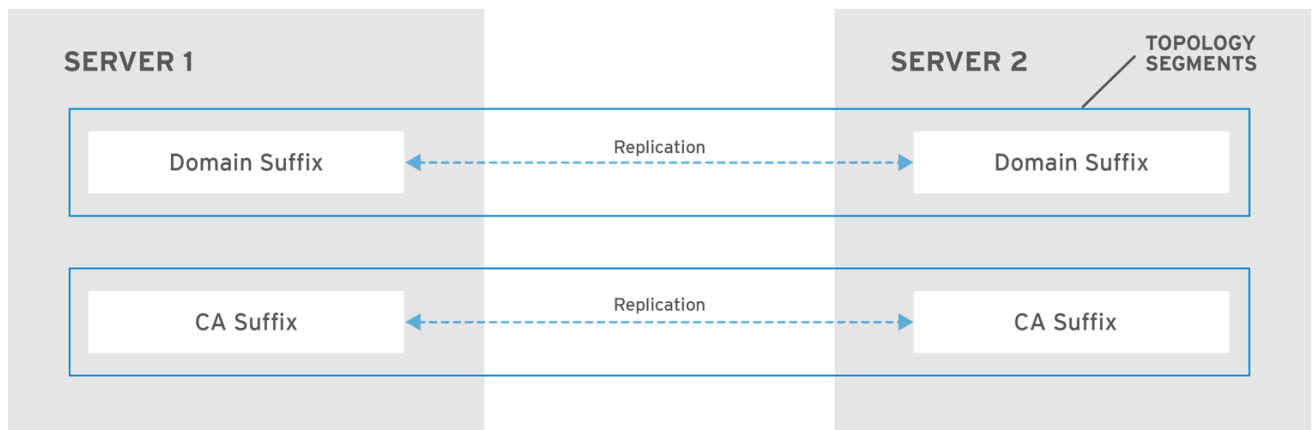 SERVER 1
SERVER 2
TOPOLOGY
SEGMENTS
Domain Suffix
Replication
Domain Suffix
CA Suffix
Replication
CA Suffix